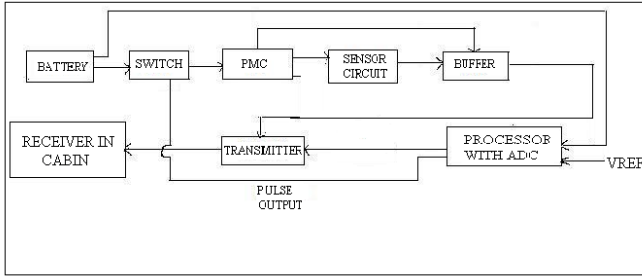 BATTERY
SWITCH
PMC
SENSOR
CIRCUIT
BUFFER
RECEIVER IN
CABIN
TRANSMITTER
PROCESSOR
WITH ADC
VREF
PULSE
OUTPUT